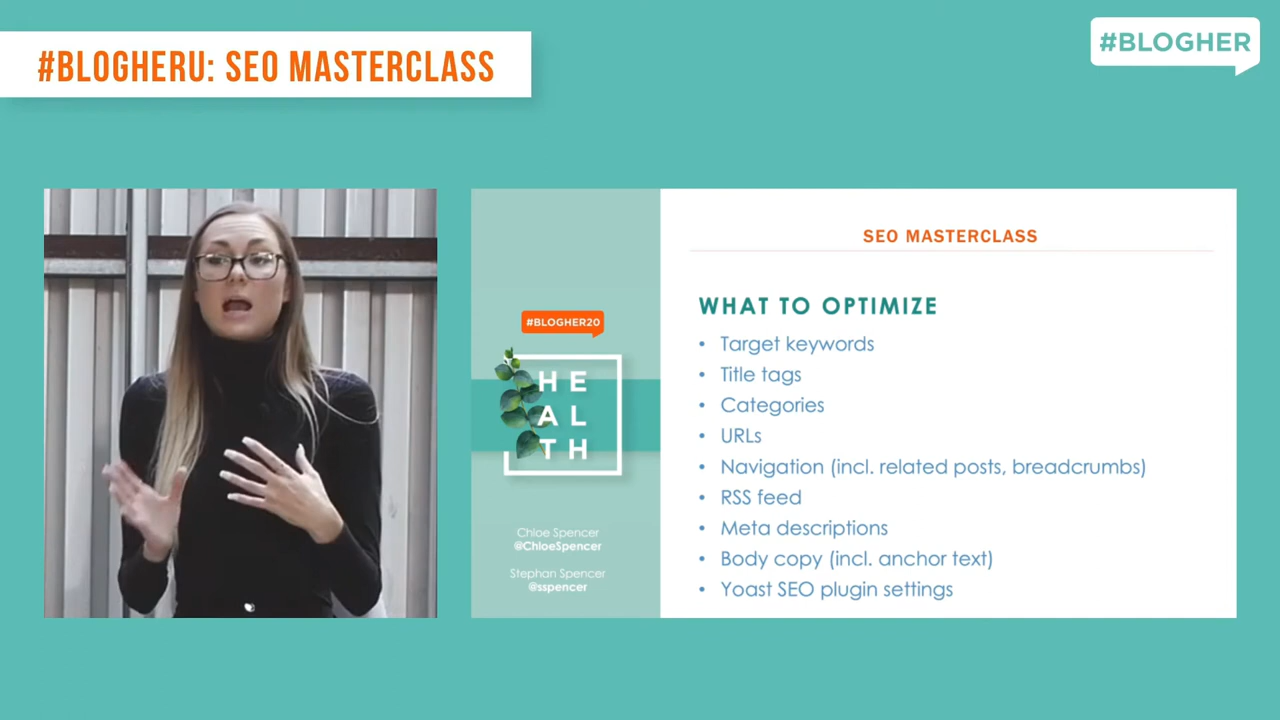 #BLOGHERU: SEO MASTERCLASS
#BLOGHER
SEO MASTERCLASS
WHAT TO OPTIMIZE
• Target keywords
• Title tags
• Categories
• URLs
• Navigation (incl. related posts, breadcrumbs)
• RSS feed
• Meta descriptions
• Body copy (incl. anchor text)
• Yoast SEO plugin settings
#BLOGHER20
HE
AL
TH
Chloe Spencer
@ChloeSpencer
Stephan Spencer
@sspencer